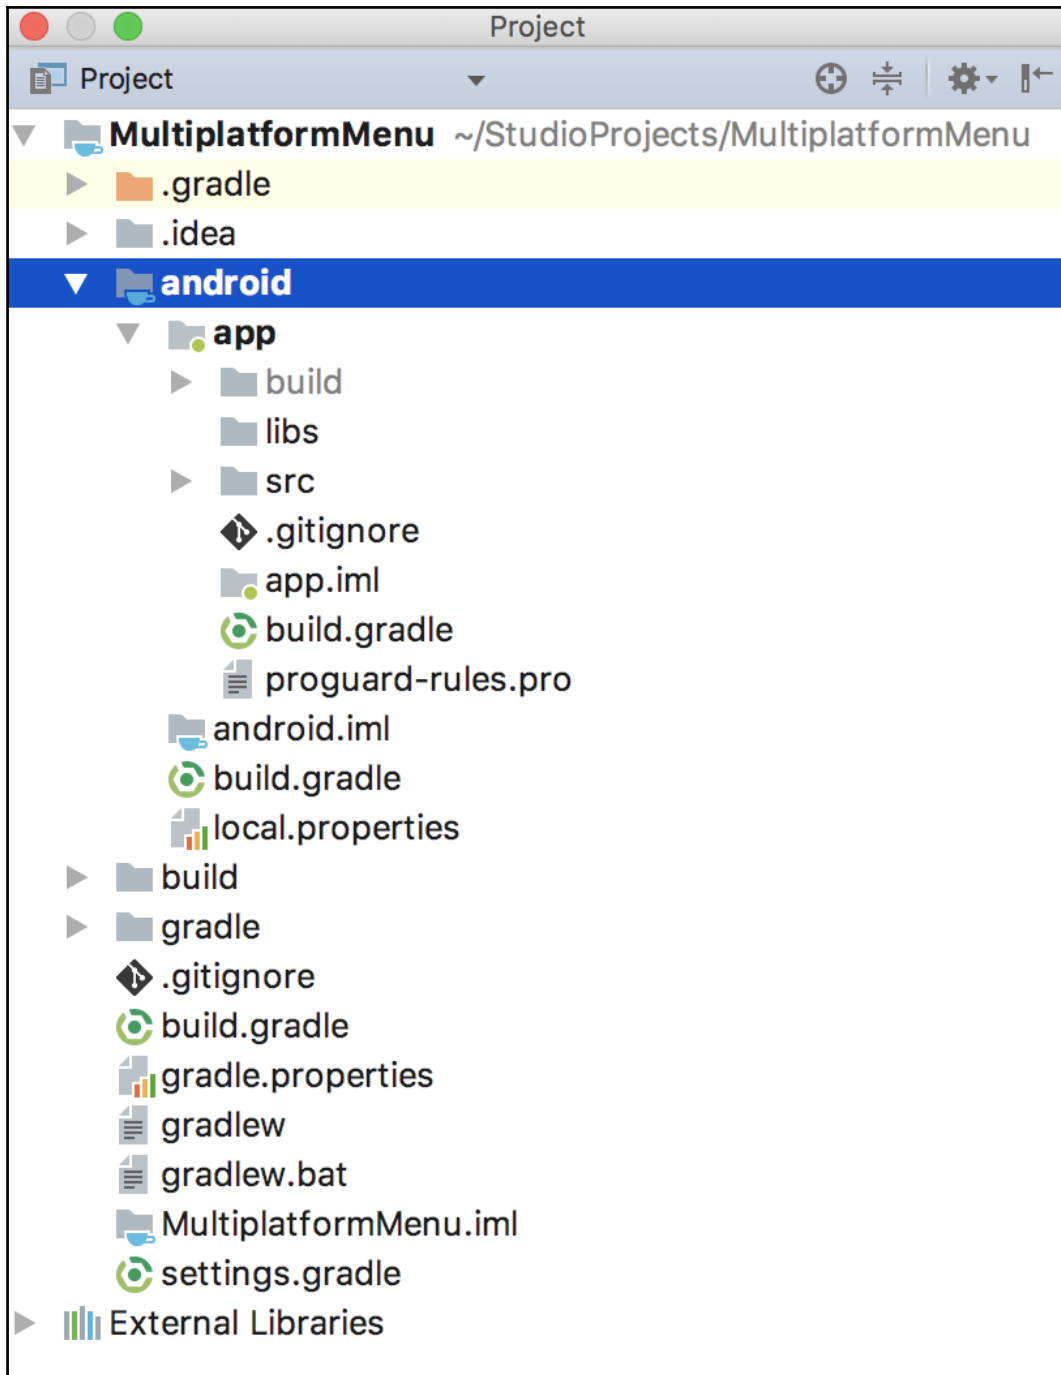 Project
Project
MultiplatformMenu ~/StudioProjects/MultiplatformMenu
.gradle
.idea
android
app
build
libs
src
.gitignore
app.iml
build.gradle
proguard-rules.pro
android.iml
build.gradle
local.properties
build
gradle
.gitignore
build.gradle
gradle.properties
gradlew
gradlew.bat
MultiplatformMenu.iml
settings.gradle
External Libraries